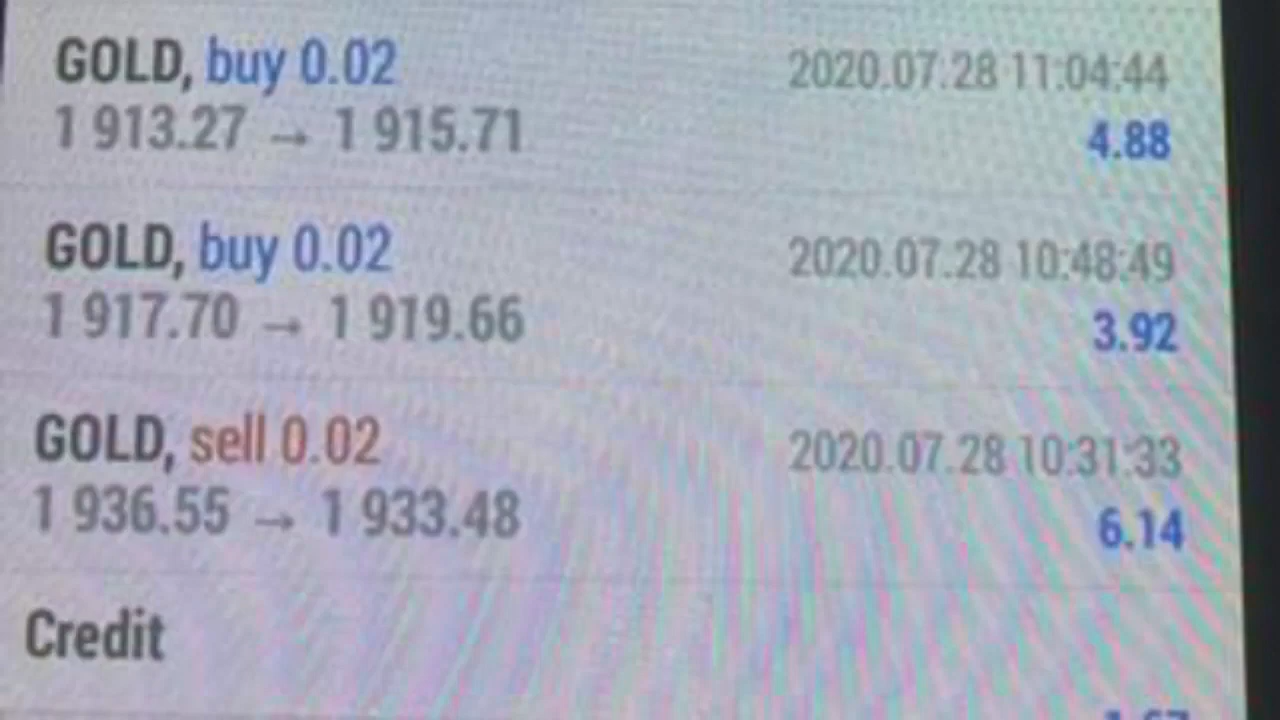 GOLD, buy 0.02 2020.07.28 11:04:44
1 913.27 → 1 915.71 4.88
GOLD, buy 0.02 2020.07.28 10:48:49
1 917.70 → 1 919.66 3.92
GOLD, sell 0.02 2020.07.28 10:31:33
1 936.55 → 1 933.48 6.14
Credit